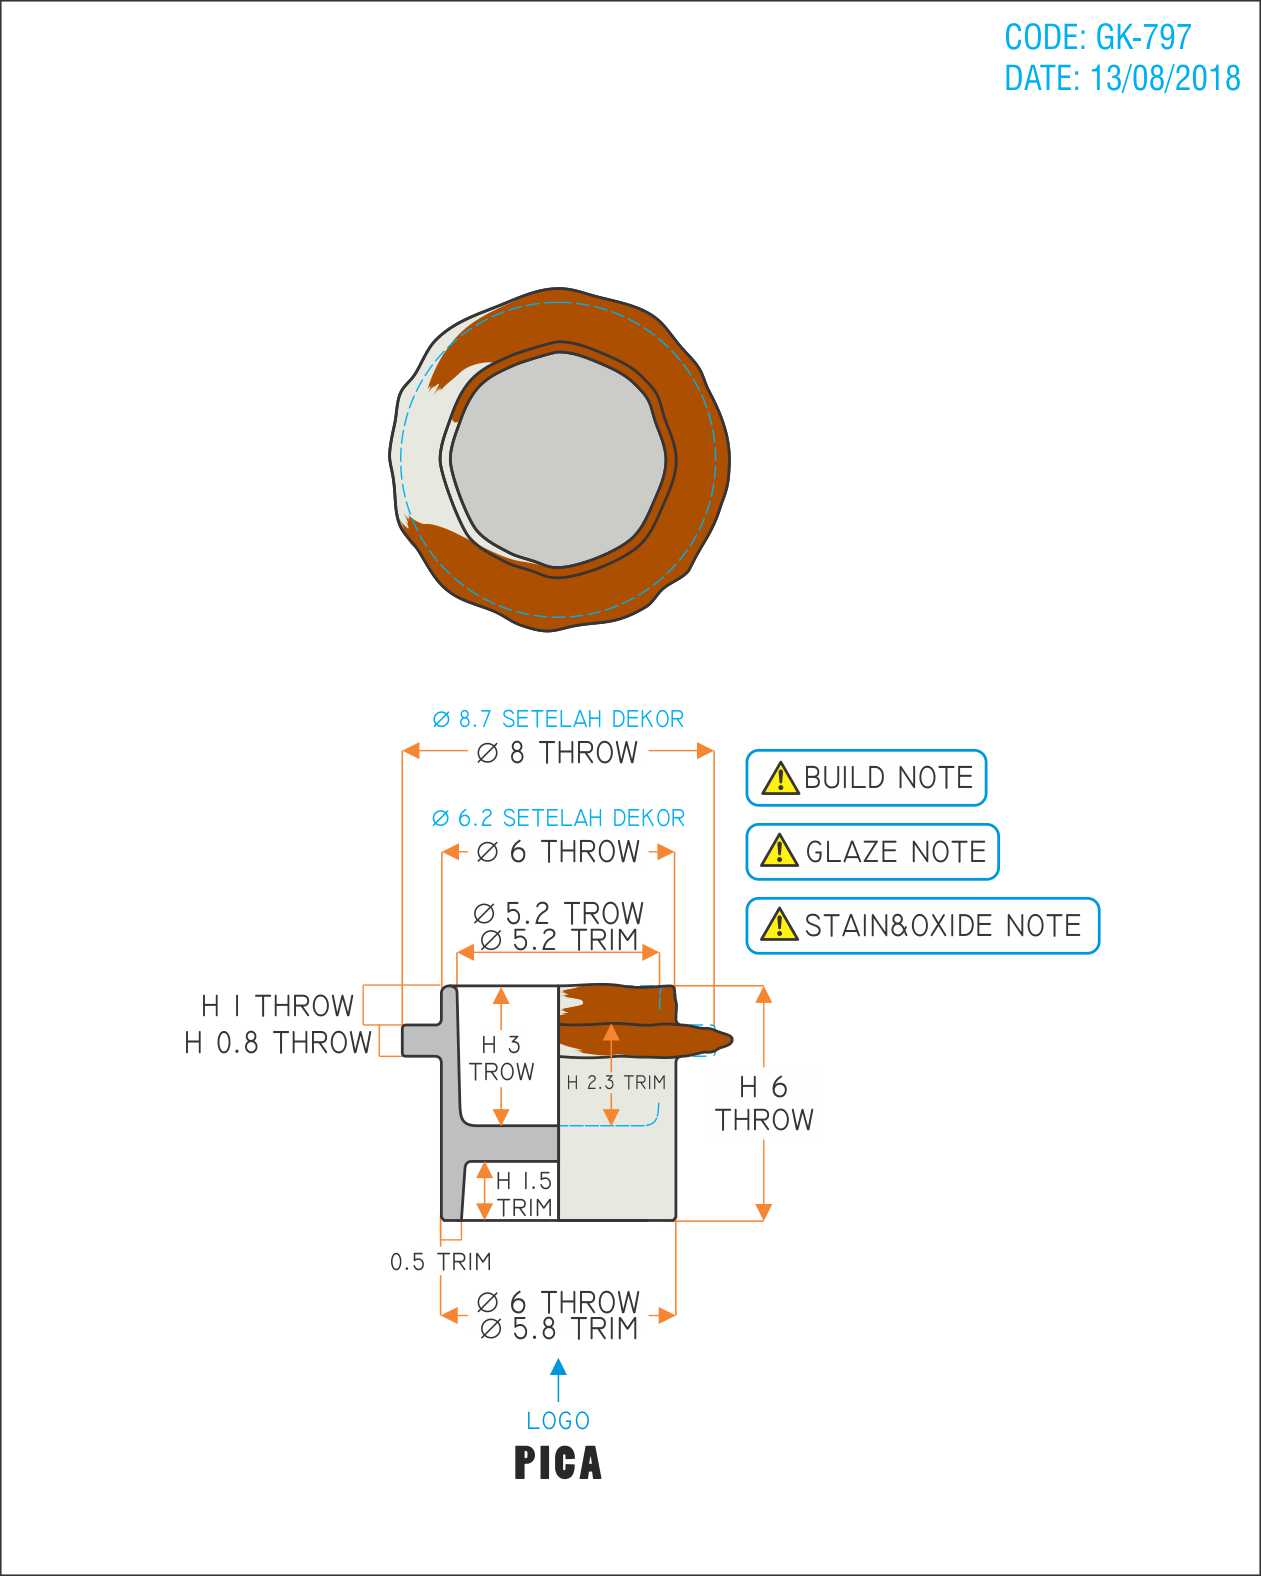 CODE: GK-797
DATE: 13/08/2018
Ø 8.7 SETELAH DEKOR
Ø 8 THROW
BUILD NOTE
Ø 6.2 SETELAH DEKOR
Ø 6 THROW
GLAZE NOTE
Ø 5.2 TROW
Ø 5.2 TRIM
STAIN&OXIDE NOTE
H 1 THROW
H 0.8 THROW
H 3
TROW
H 2.3 TRIM
H 6
THROW
H 1.5
TRIM
0.5 TRIM
Ø 6 THROW
Ø 5.8 TRIM
LOGO
PICA